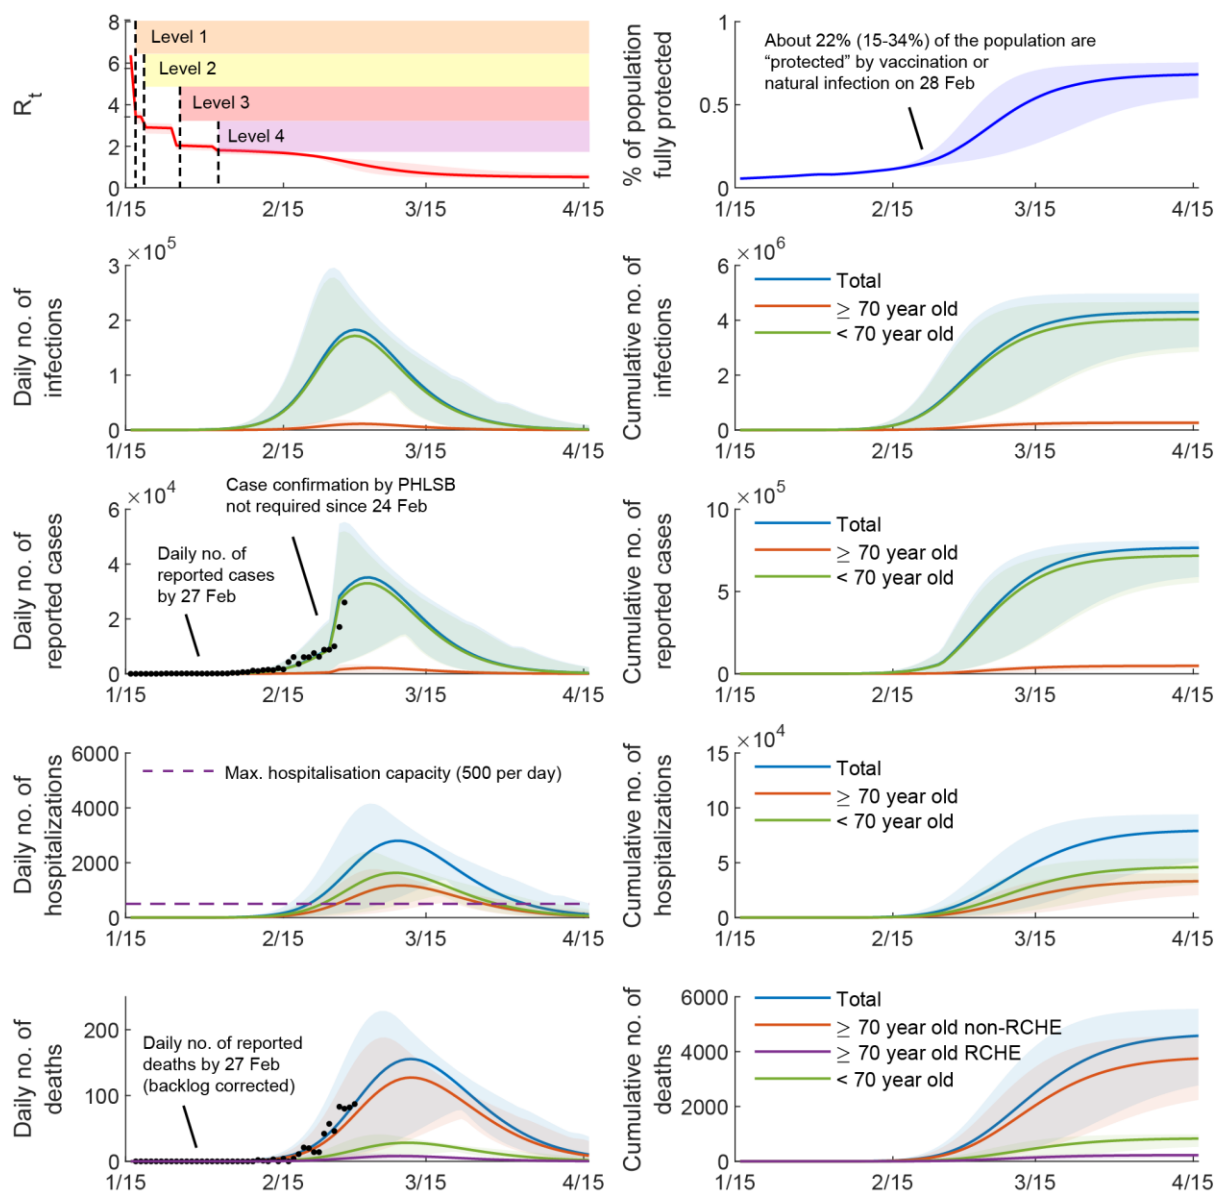 8
6
4
2
0
R_t
Level 1
Level 2
Level 3
Level 4
1/15
2/15
3/15
4/15
1
0.5
0
% of population
fully protected
About 22% (15-34%) of the population are
“protected” by vaccination or
natural infection on 28 Feb
1/15
2/15
3/15
4/15
×10^5
3
2
1
0
Daily no. of
infections
1/15
2/15
3/15
4/15
×10^6
6
4
2
0
Cumulative no. of
infections
Total
≥ 70 year old
< 70 year old
1/15
2/15
3/15
4/15
×10^4
6
4
2
0
Daily no. of
reported cases
Case confirmation by PHLSB
not required since 24 Feb
Daily no. of
reported cases
by 27 Feb
1/15
2/15
3/15
4/15
×10^5
10
5
0
Cumulative no. of
reported cases
Total
≥ 70 year old
< 70 year old
1/15
2/15
3/15
4/15
6000
4000
2000
0
Daily no. of
hospitalizations
Max. hospitalisation capacity (500 per day)
1/15
2/15
3/15
4/15
×10^4
15
10
5
0
Cumulative no. of
hospitalizations
Total
≥ 70 year old
< 70 year old
1/15
2/15
3/15
4/15
200
100
0
Daily no. of
deaths
Daily no. of reported
deaths by 27 Feb
(backlog corrected)
1/15
2/15
3/15
4/15
6000
4000
2000
0
Cumulative no. of
deaths
Total
≥ 70 year old non-RCHE
≥ 70 year old RCHE
< 70 year old
1/15
2/15
3/15
4/15